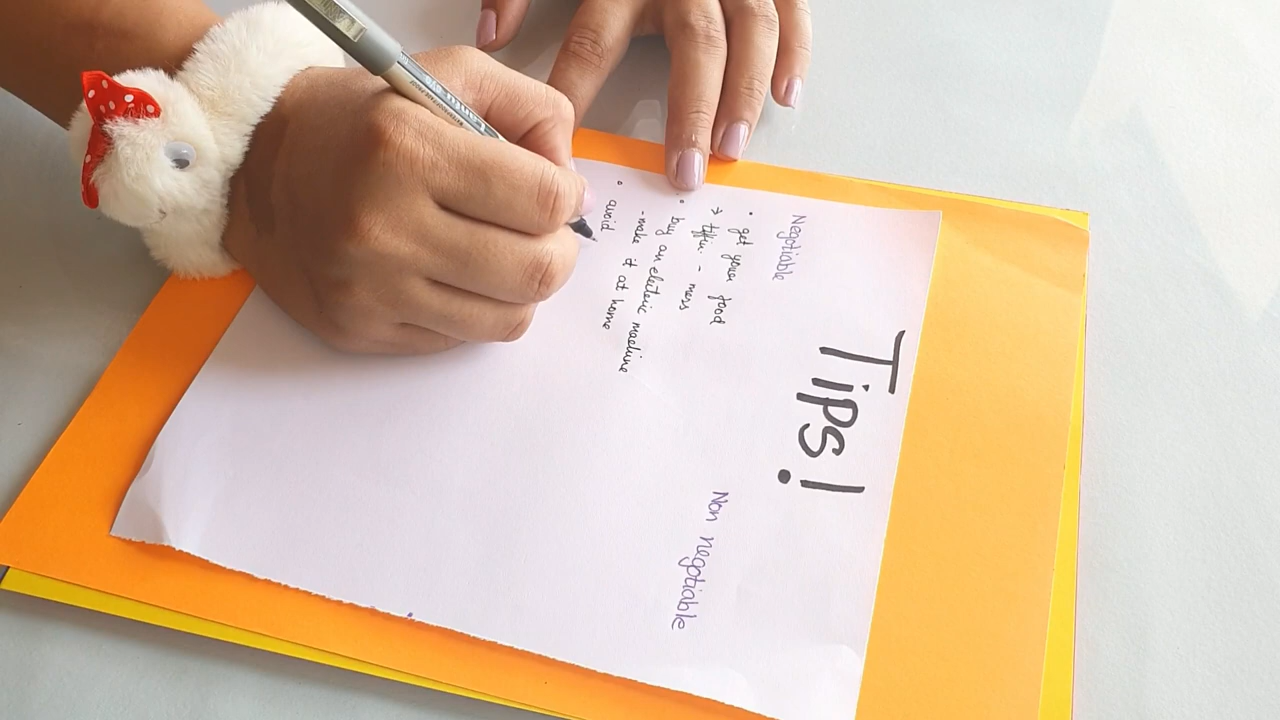 Tips!
Negotiable
• get your food
→ tiffin - mess
• buy an electric machine
- make it at home
• avoid
Non negotiable